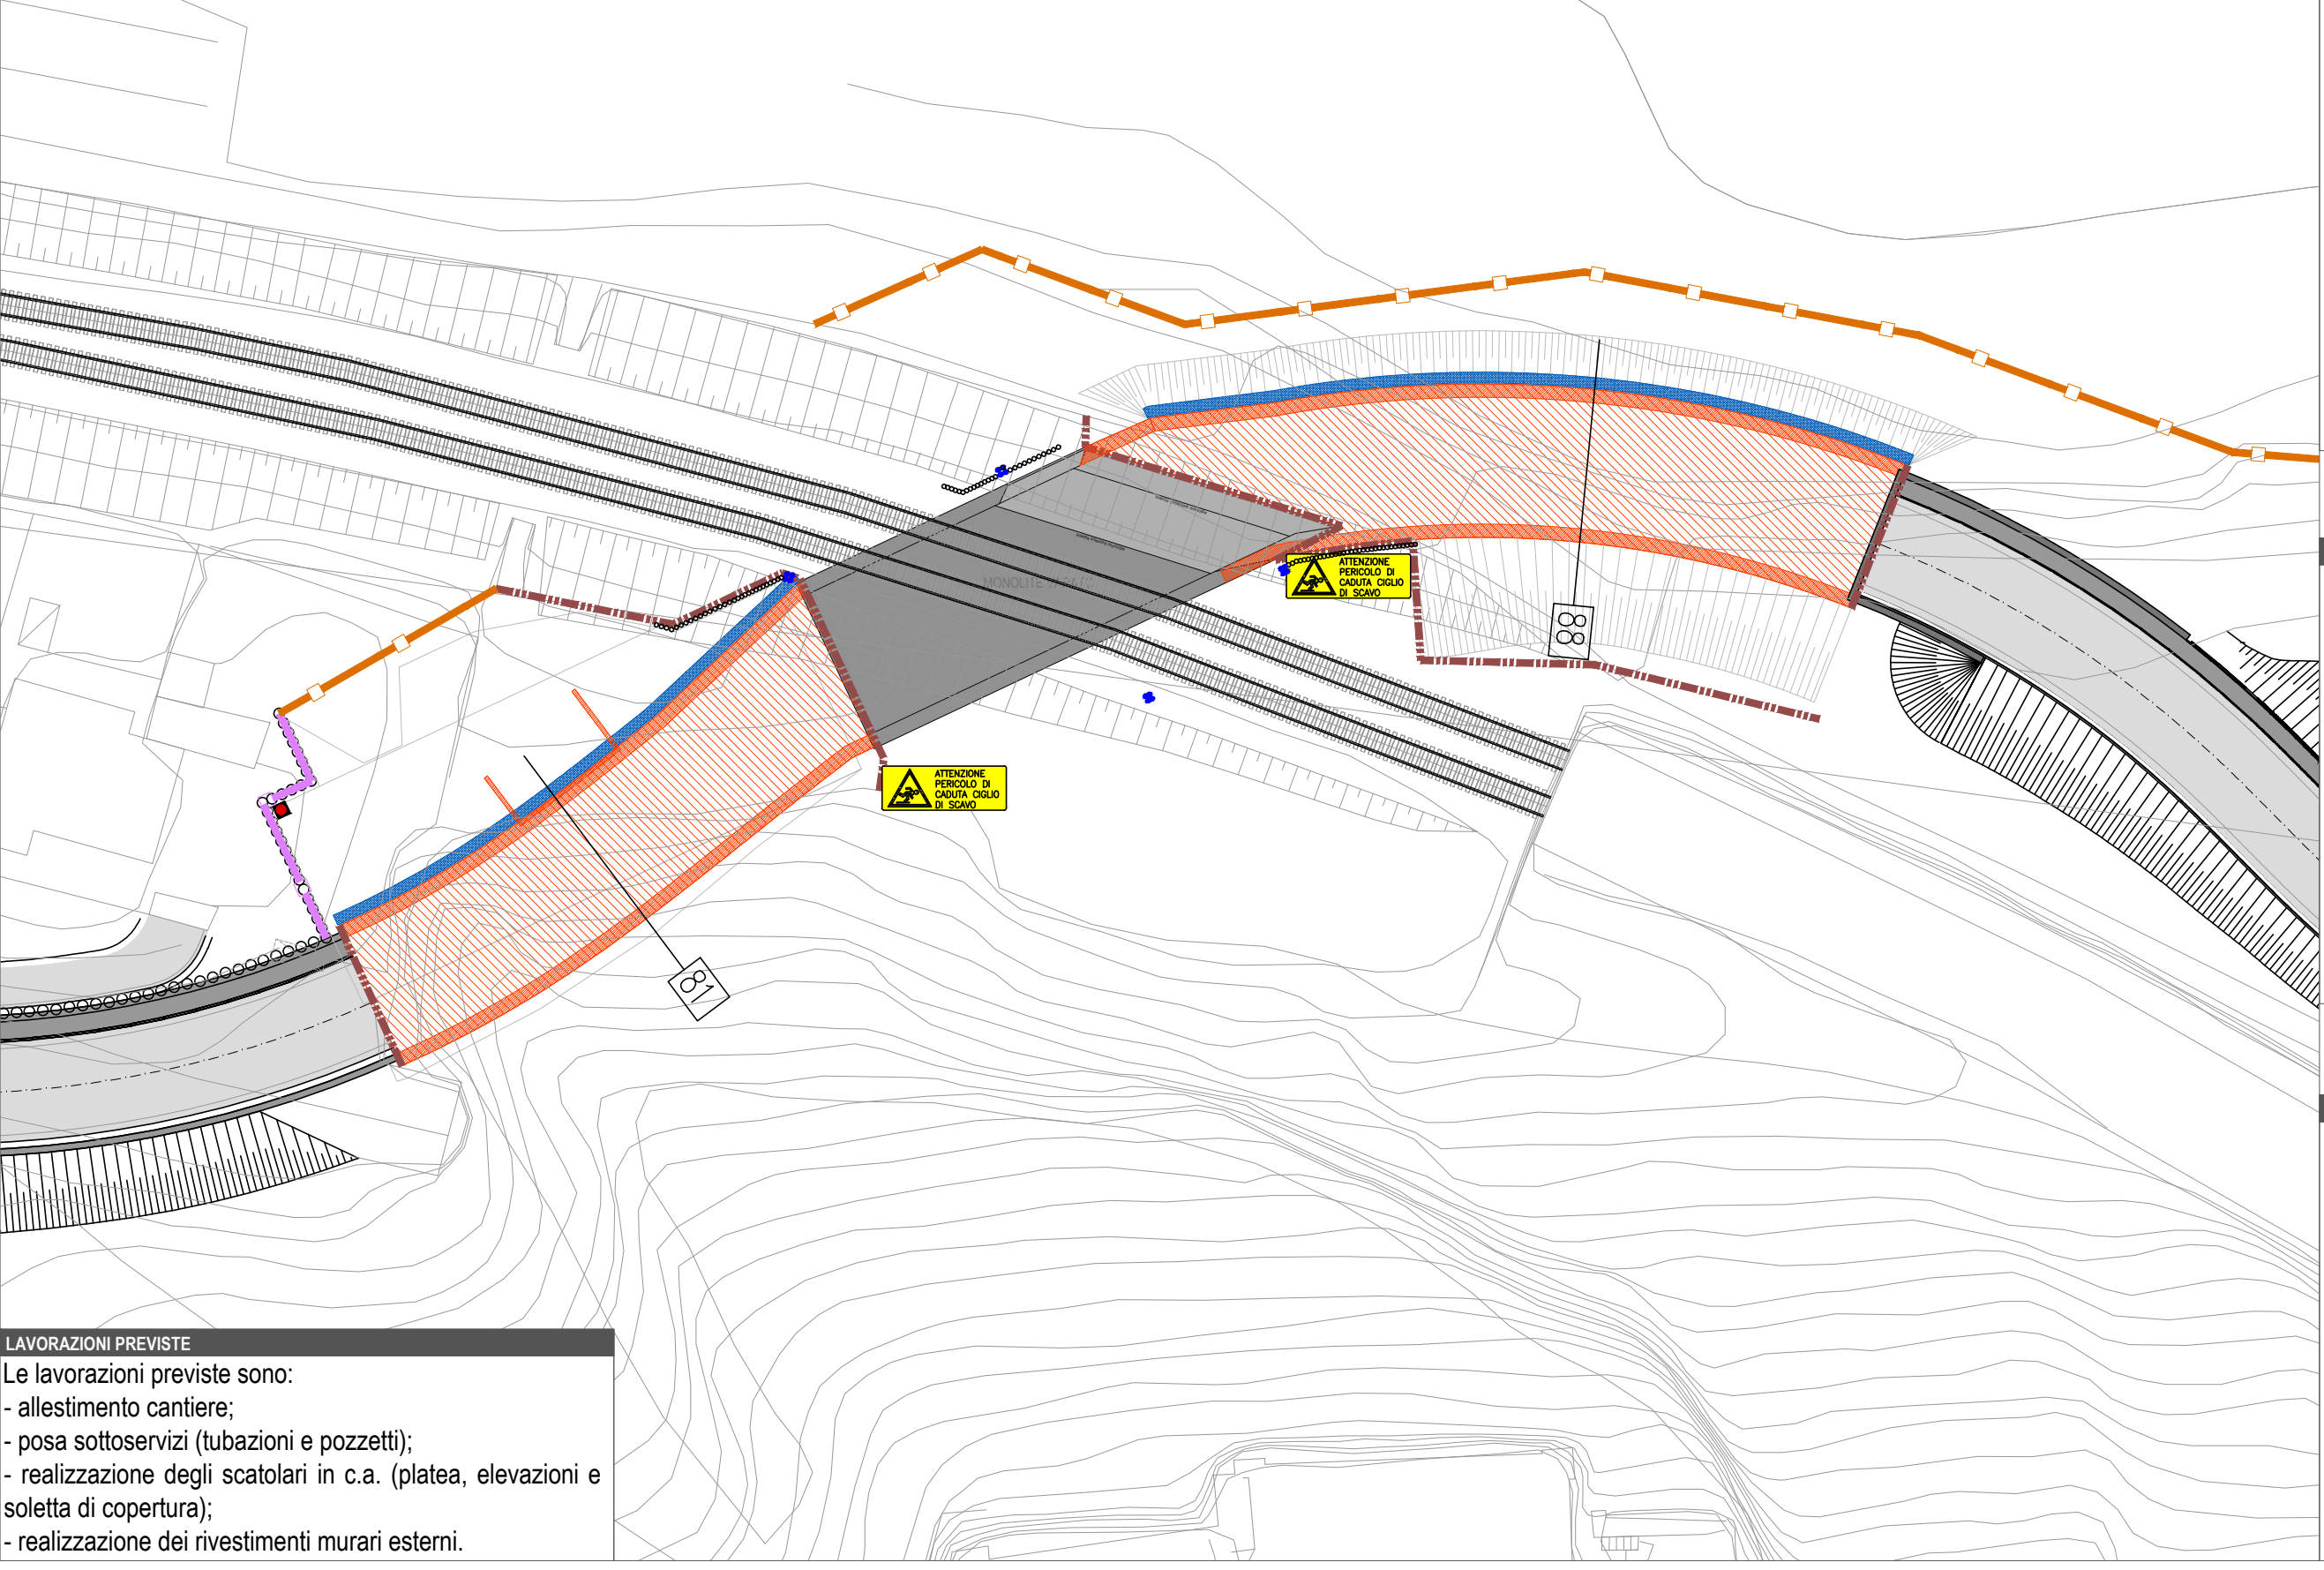 MONOLITE
ATTENZIONE
PERICOLO DI
CADUTA CIGLIO
DI SCAVO
88
ATTENZIONE
PERICOLO DI
CADUTA CIGLIO
DI SCAVO
81
LAVORAZIONI PREVISTE
Le lavorazioni previste sono:
- allestimento cantiere;
- posa sottoservizi (tubazioni e pozzetti);
- realizzazione degli scatolari in c.a. (platea, elevazioni e
soletta di copertura);
- realizzazione dei rivestimenti murari esterni.